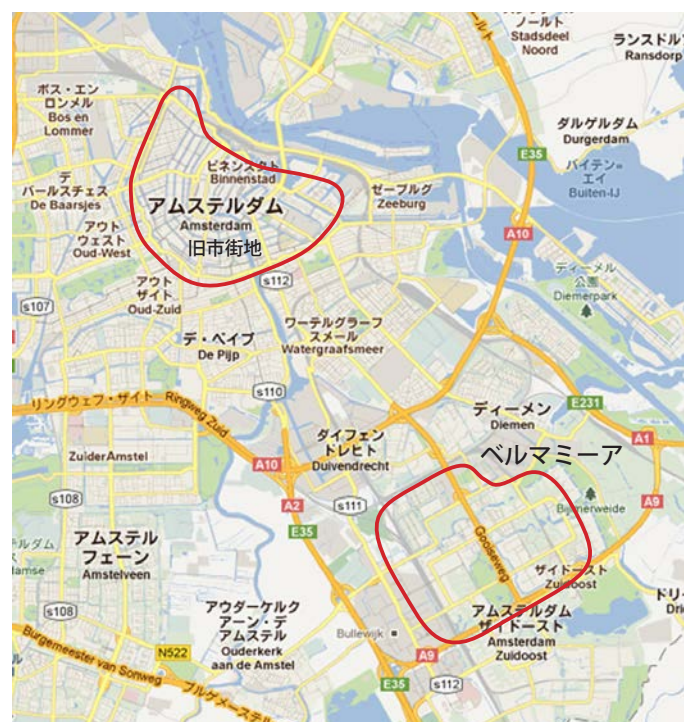 ノールト
Stadsdeel
Noord
ランスドルプ
Ransdorp
ボス・エン
ロンメル
Bos en
Lommer
ダルゲルダム
Durgerdam
E35
バイテン=
エイ
Buiten-IJ
ビネンスタト
Binnenstad
デ
バールスチェス
De Baarsjes
ゼーブルグ
Zeeburg
アムステルダム
Amsterdam
旧市街地
アウト
ウェスト
Oud-West
A10
ディーメル
公園
Diemerpark
s112
アウト
ザイト
Oud-Zuid
s107
ワーテルグラーフ
スメール
Watergraafsmeer
デ・ペイプ
De Pijp
s110
E231
リングウェフ・ザイト
Ringweg Zuid
ディーメン
Diemen
A1
ダイフェン
ドレヒト
Duivendrecht
ベルマミーア
ZuiderAmstel
A10
A2
s111
A9
s108
Bijlmerweide
E35
Gooiseweg
アムステル
フェーン
Amstelveen
ザイドースト
Zuidoost
s108
アウダーケルク
アーン・デ
アムステル
Ouderkerk
aan de Amstel
アムステルダム
ザイドースト
Amsterdam
Zuidoost
Bullewijk
N522
A9
Burgemeester van Sonweg
ブルゲメーステ
E35
s112